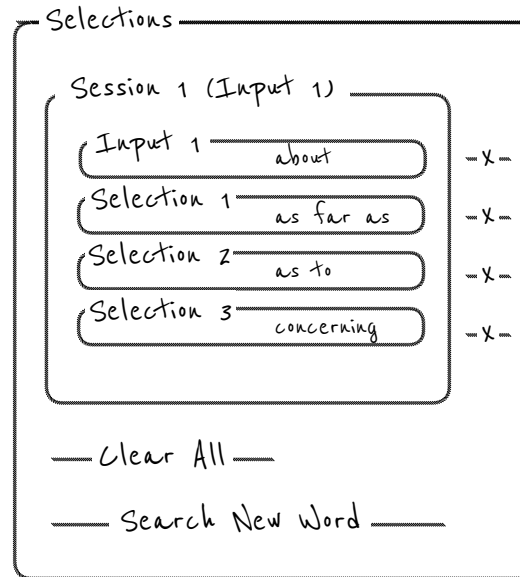 Selections
Session 1 (Input 1)
Input 1
about
-x-
Selection 1
as far as
-x-
Selection 2
as to
-x-
Selection 3
concerning
-x-
Clear All
Search New Word